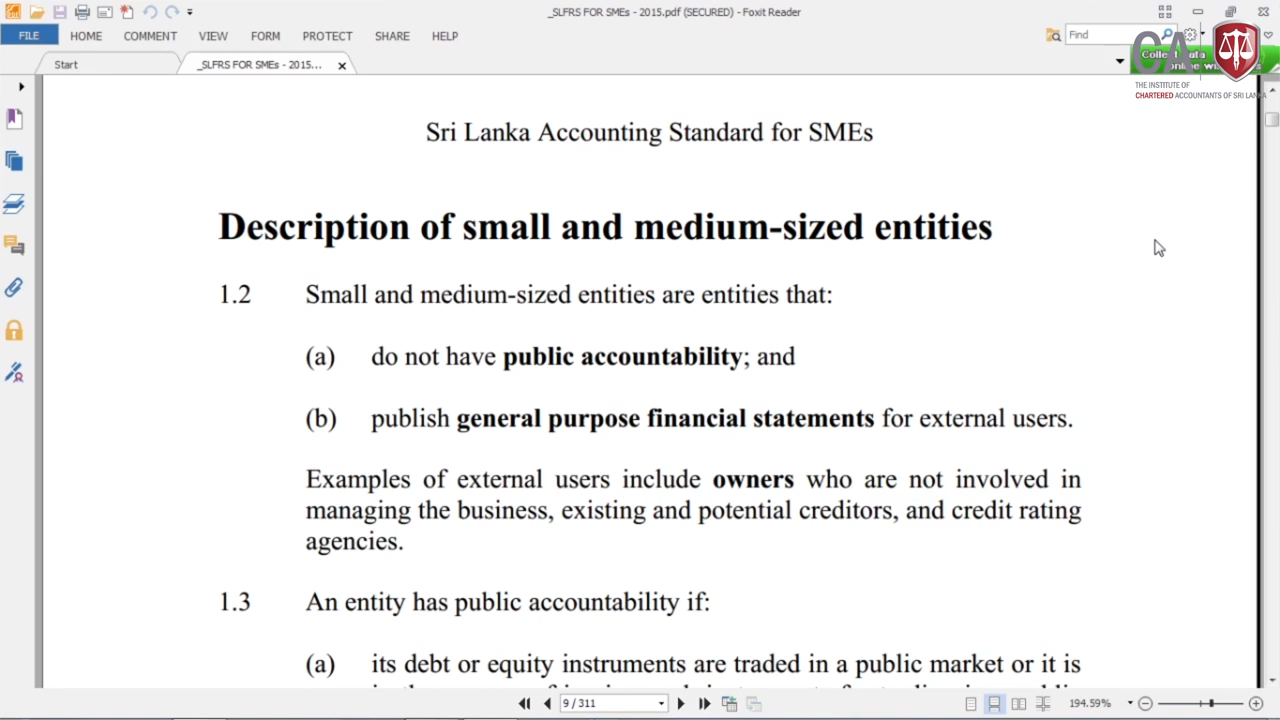 _SLFRS FOR SMEs - 2015.pdf (SECURED) - Foxit Reader
FILE HOME COMMENT VIEW FORM PROTECT SHARE HELP
Find
Start
_SLFRS FOR SMEs - 2015...
CA
THE INSTITUTE OF
CHARTERED ACCOUNTANTS OF SRI LANKA
Sri Lanka Accounting Standard for SMEs
Description of small and medium-sized entities
1.2 Small and medium-sized entities are entities that:
(a) do not have public accountability; and
(b) publish general purpose financial statements for external users.
Examples of external users include owners who are not involved in
managing the business, existing and potential creditors, and credit rating
agencies.
1.3 An entity has public accountability if:
(a) its debt or equity instruments are traded in a public market or it is
9 / 311
194.59%